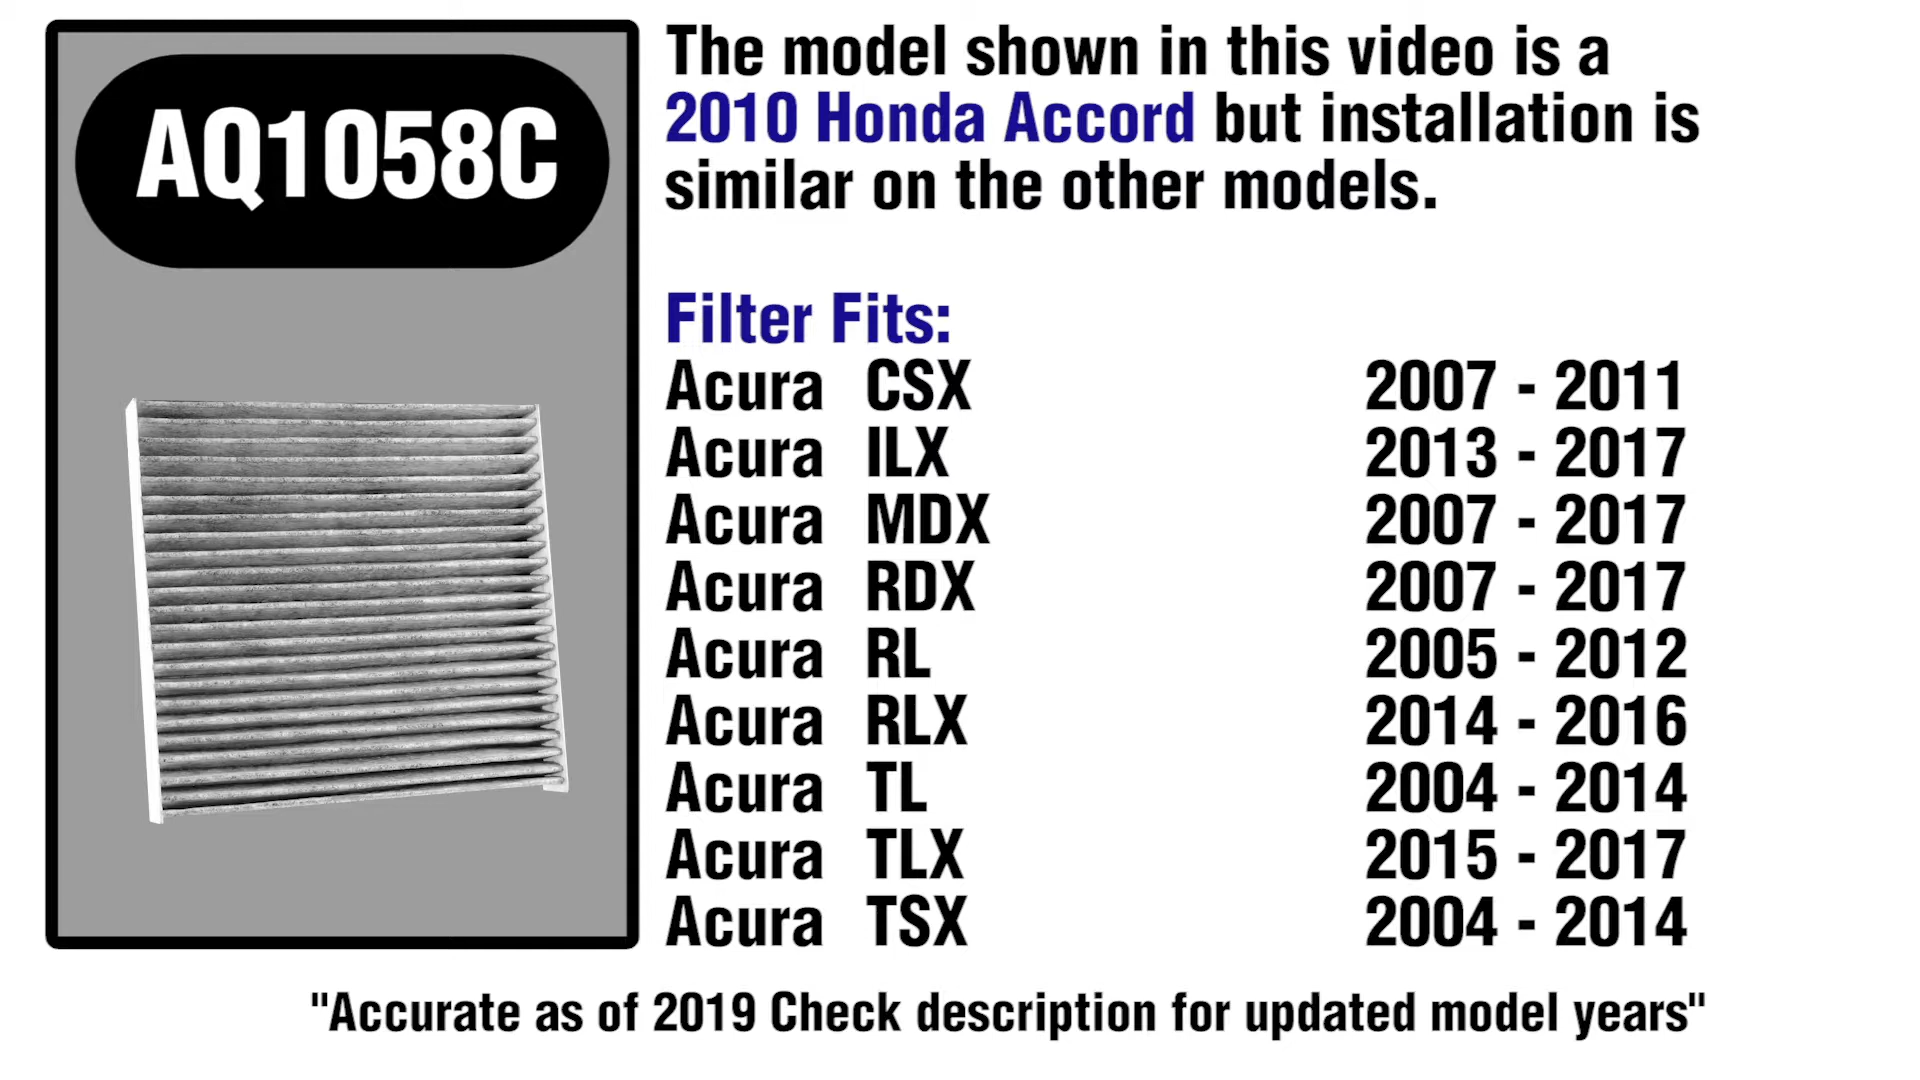 AQ1058C
The model shown in this video is a
2010 Honda Accord but installation is
similar on the other models.
Filter Fits:
Acura CSX 2007 - 2011
Acura ILX 2013 - 2017
Acura MDX 2007 - 2017
Acura RDX 2007 - 2017
Acura RL 2005 - 2012
Acura RLX 2014 - 2016
Acura TL 2004 - 2014
Acura TLX 2015 - 2017
Acura TSX 2004 - 2014
"Accurate as of 2019 Check description for updated model years"